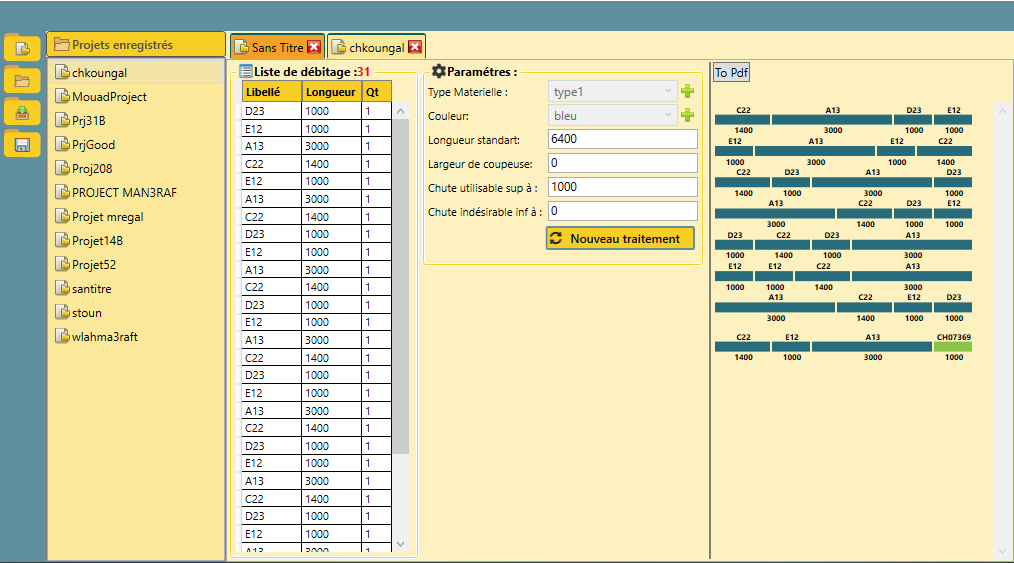 Projets enregistrés
chkoungal
MouadProject
Prj31B
PrjGood
Proj208
PROJECT MAN3RAF
Projet mregal
Projet14B
Projet52
santitre
stoun
wlahma3raft
Sans Titre
chkoungal
Liste de débitage :31
Libellé Longueur Qt
D23 1000 1
E12 1000 1
A13 3000 1
C22 1400 1
E12 1000 1
A13 3000 1
C22 1400 1
D23 1000 1
E12 1000 1
A13 3000 1
C22 1400 1
D23 1000 1
E12 1000 1
A13 3000 1
C22 1400 1
D23 1000 1
E12 1000 1
A13 3000 1
C22 1400 1
D23 1000 1
E12 1000 1
A13 3000 1
C22 1400 1
D23 1000 1
E12 1000 1
A13 3000 1
Paramétres :
Type Materielle : type1
Couleur: bleu
Longueur standart: 6400
Largeur de coupeuse: 0
Chute utilisable sup à : 1000
Chute indésirable inf à : 0
Nouveau traitement
To Pdf
C22 A13 D23 E12
1400 3000 1000 1000
E12 A13 E12 C22
1000 3000 1000 1400
C22 D23 A13 D23
1400 1000 3000 1000
A13 C22 D23 E12
3000 1400 1000 1000
D23 C22 D23 A13
1000 1400 1000 3000
E12 E12 C22 A13
1000 1000 1400 3000
A13 C22 E12 D23
3000 1400 1000 1000
C22 E12 A13 CH07369
1400 1000 3000 1000